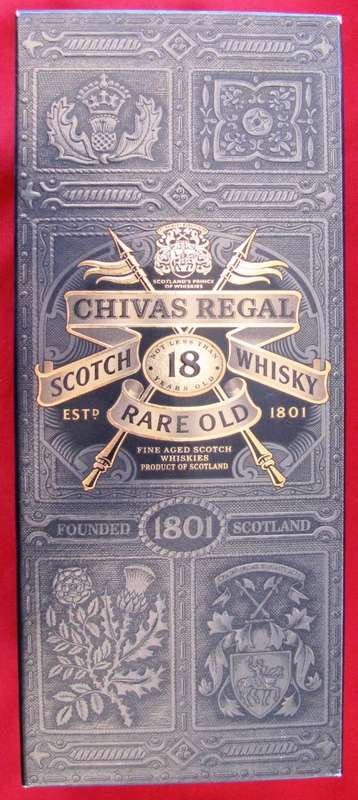 SCOTLAND'S PRINCE
OF WHISKIES
CHIVAS REGAL
SCOTCH WHISKY
NOT LESS THAN
18
YEARS OLD
RARE OLD
ESTD 1801
FINE AGED SCOTCH
WHISKIES
PRODUCT OF SCOTLAND
FOUNDED 1801 SCOTLAND